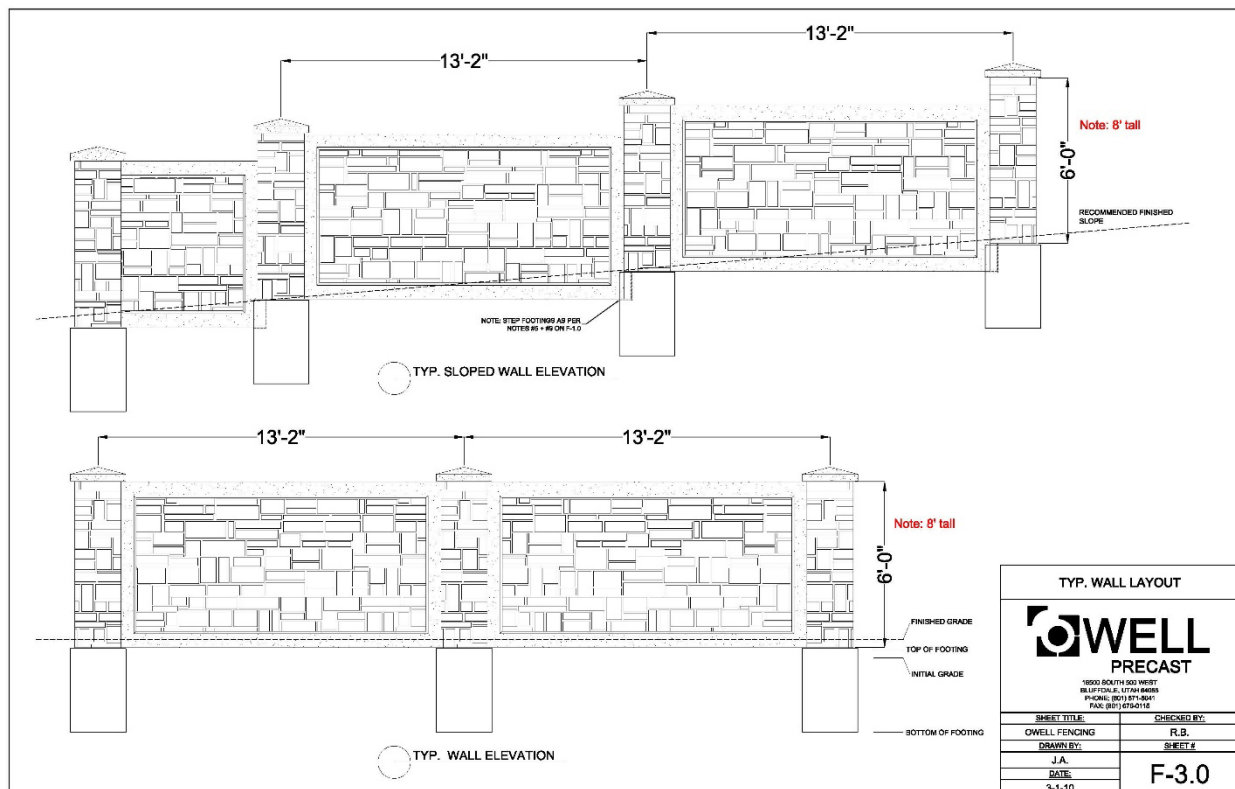 13'-2"
13'-2"
Note: 8' tall
6'-0"
RECOMMENDED FINISHED
SLOPE
NOTE: STEP FOOTINGS AS PER
NOTES #5 + #9 ON F-1.0
TYP. SLOPED WALL ELEVATION
13'-2"
13'-2"
Note: 8' tall
6'-0"
FINISHED GRADE
TOP OF FOOTING
INITIAL GRADE
BOTTOM OF FOOTING
TYP. WALL ELEVATION
TYP. WALL LAYOUT
OWELL
PRECAST
BLUFFDALE, UTAH
SHEET TITLE:
CHECKED BY:
OWELL FENCING
R.B.
DRAWN BY:
SHEET #
J.A.
F-3.0
DATE:
3-1-10